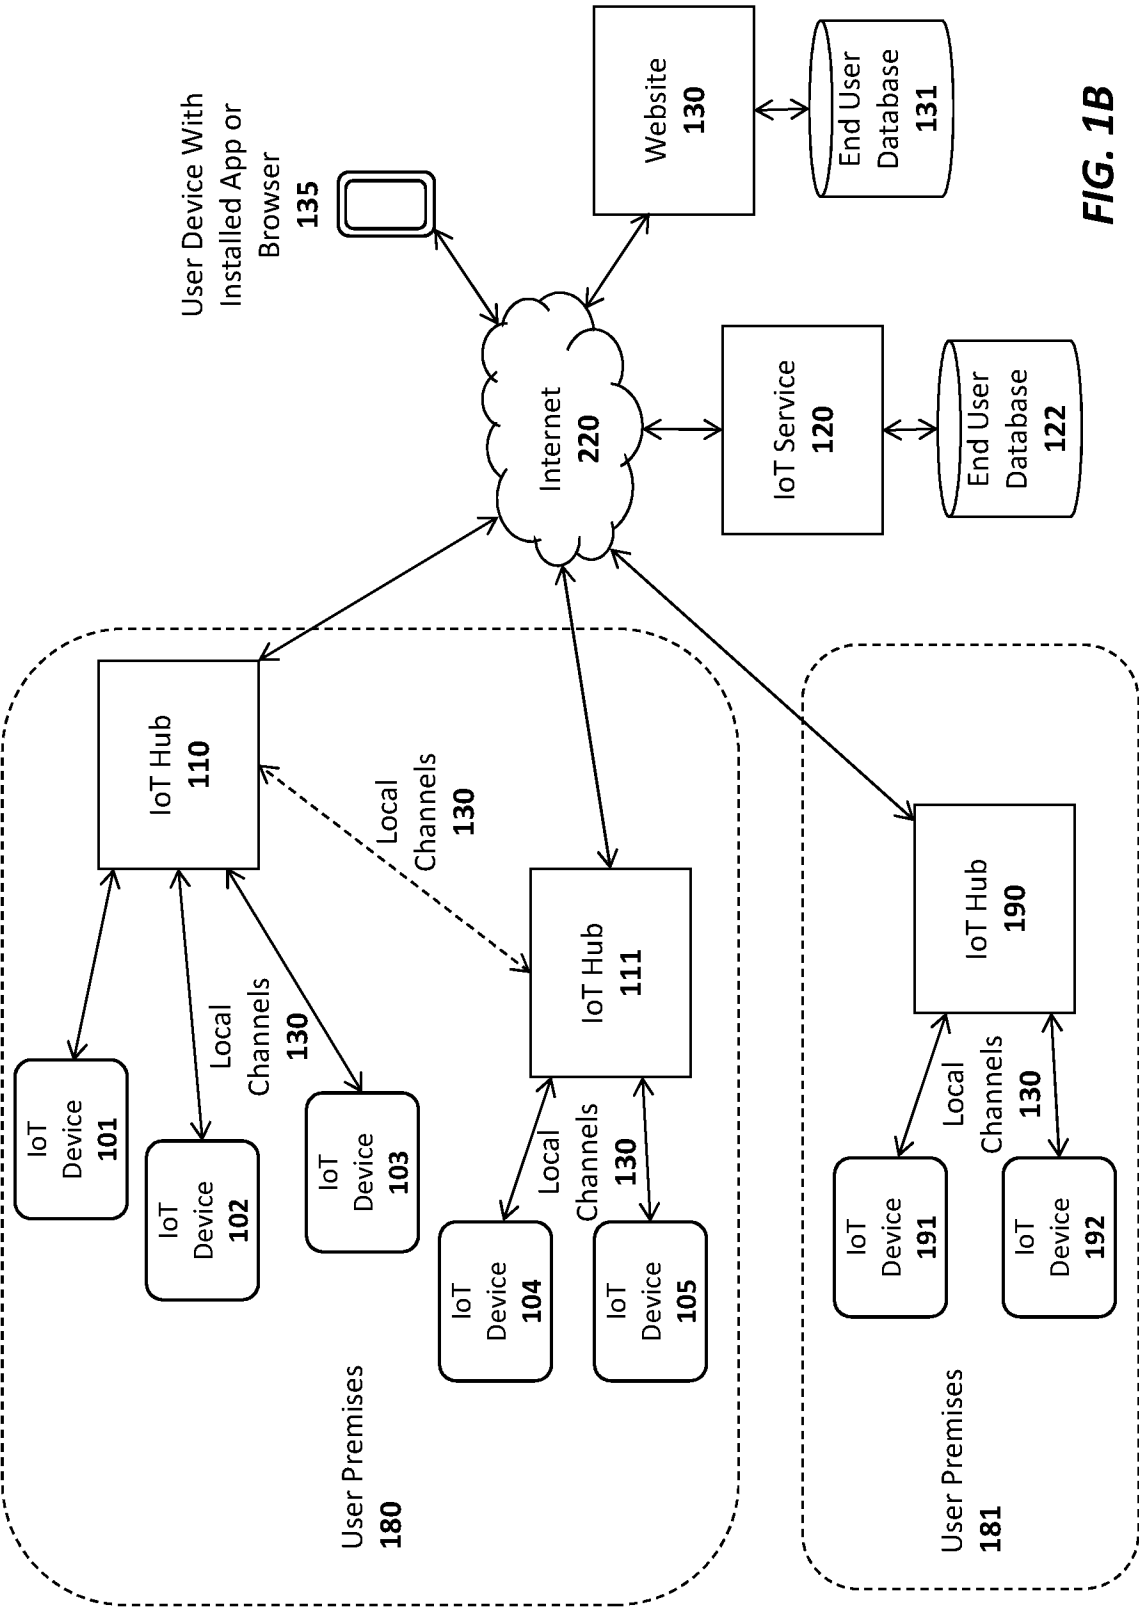 User Premises
180
IoT
Device
101
IoT
Device
102
IoT
Device
103
Local
Channels
130
IoT Hub
110
Local
Channels
130
IoT
Device
104
IoT
Device
105
Local
Channels
130
IoT Hub
111
User Premises
181
IoT
Device
191
IoT
Device
192
Local
Channels
130
IoT Hub
190
User Device With
Installed App or
Browser
135
Internet
220
Website
130
End User
Database
131
IoT Service
120
End User
Database
122
FIG. 1B